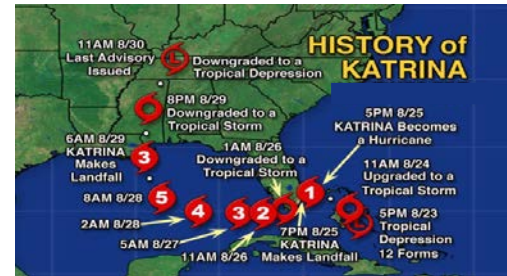 HISTORY of
KATRINA
11AM 8/30
Last Advisory
Issued
L
Downgraded to a
Tropical Depression
8PM 8/29
Downgraded to a
Tropical Storm
6AM 8/29
KATRINA
Makes
Landfall
3
8AM 8/28
5
2AM 8/28
4
5AM 8/27
3
11AM 8/26
2
1AM 8/26
Downgraded to a
Tropical Storm
7PM 8/25
KATRINA
Makes Landfall
1
5PM 8/25
KATRINA Becomes
a Hurricane
11AM 8/24
Upgraded to a
Tropical Storm
L
5PM 8/23
Tropical
Depression
12 Forms